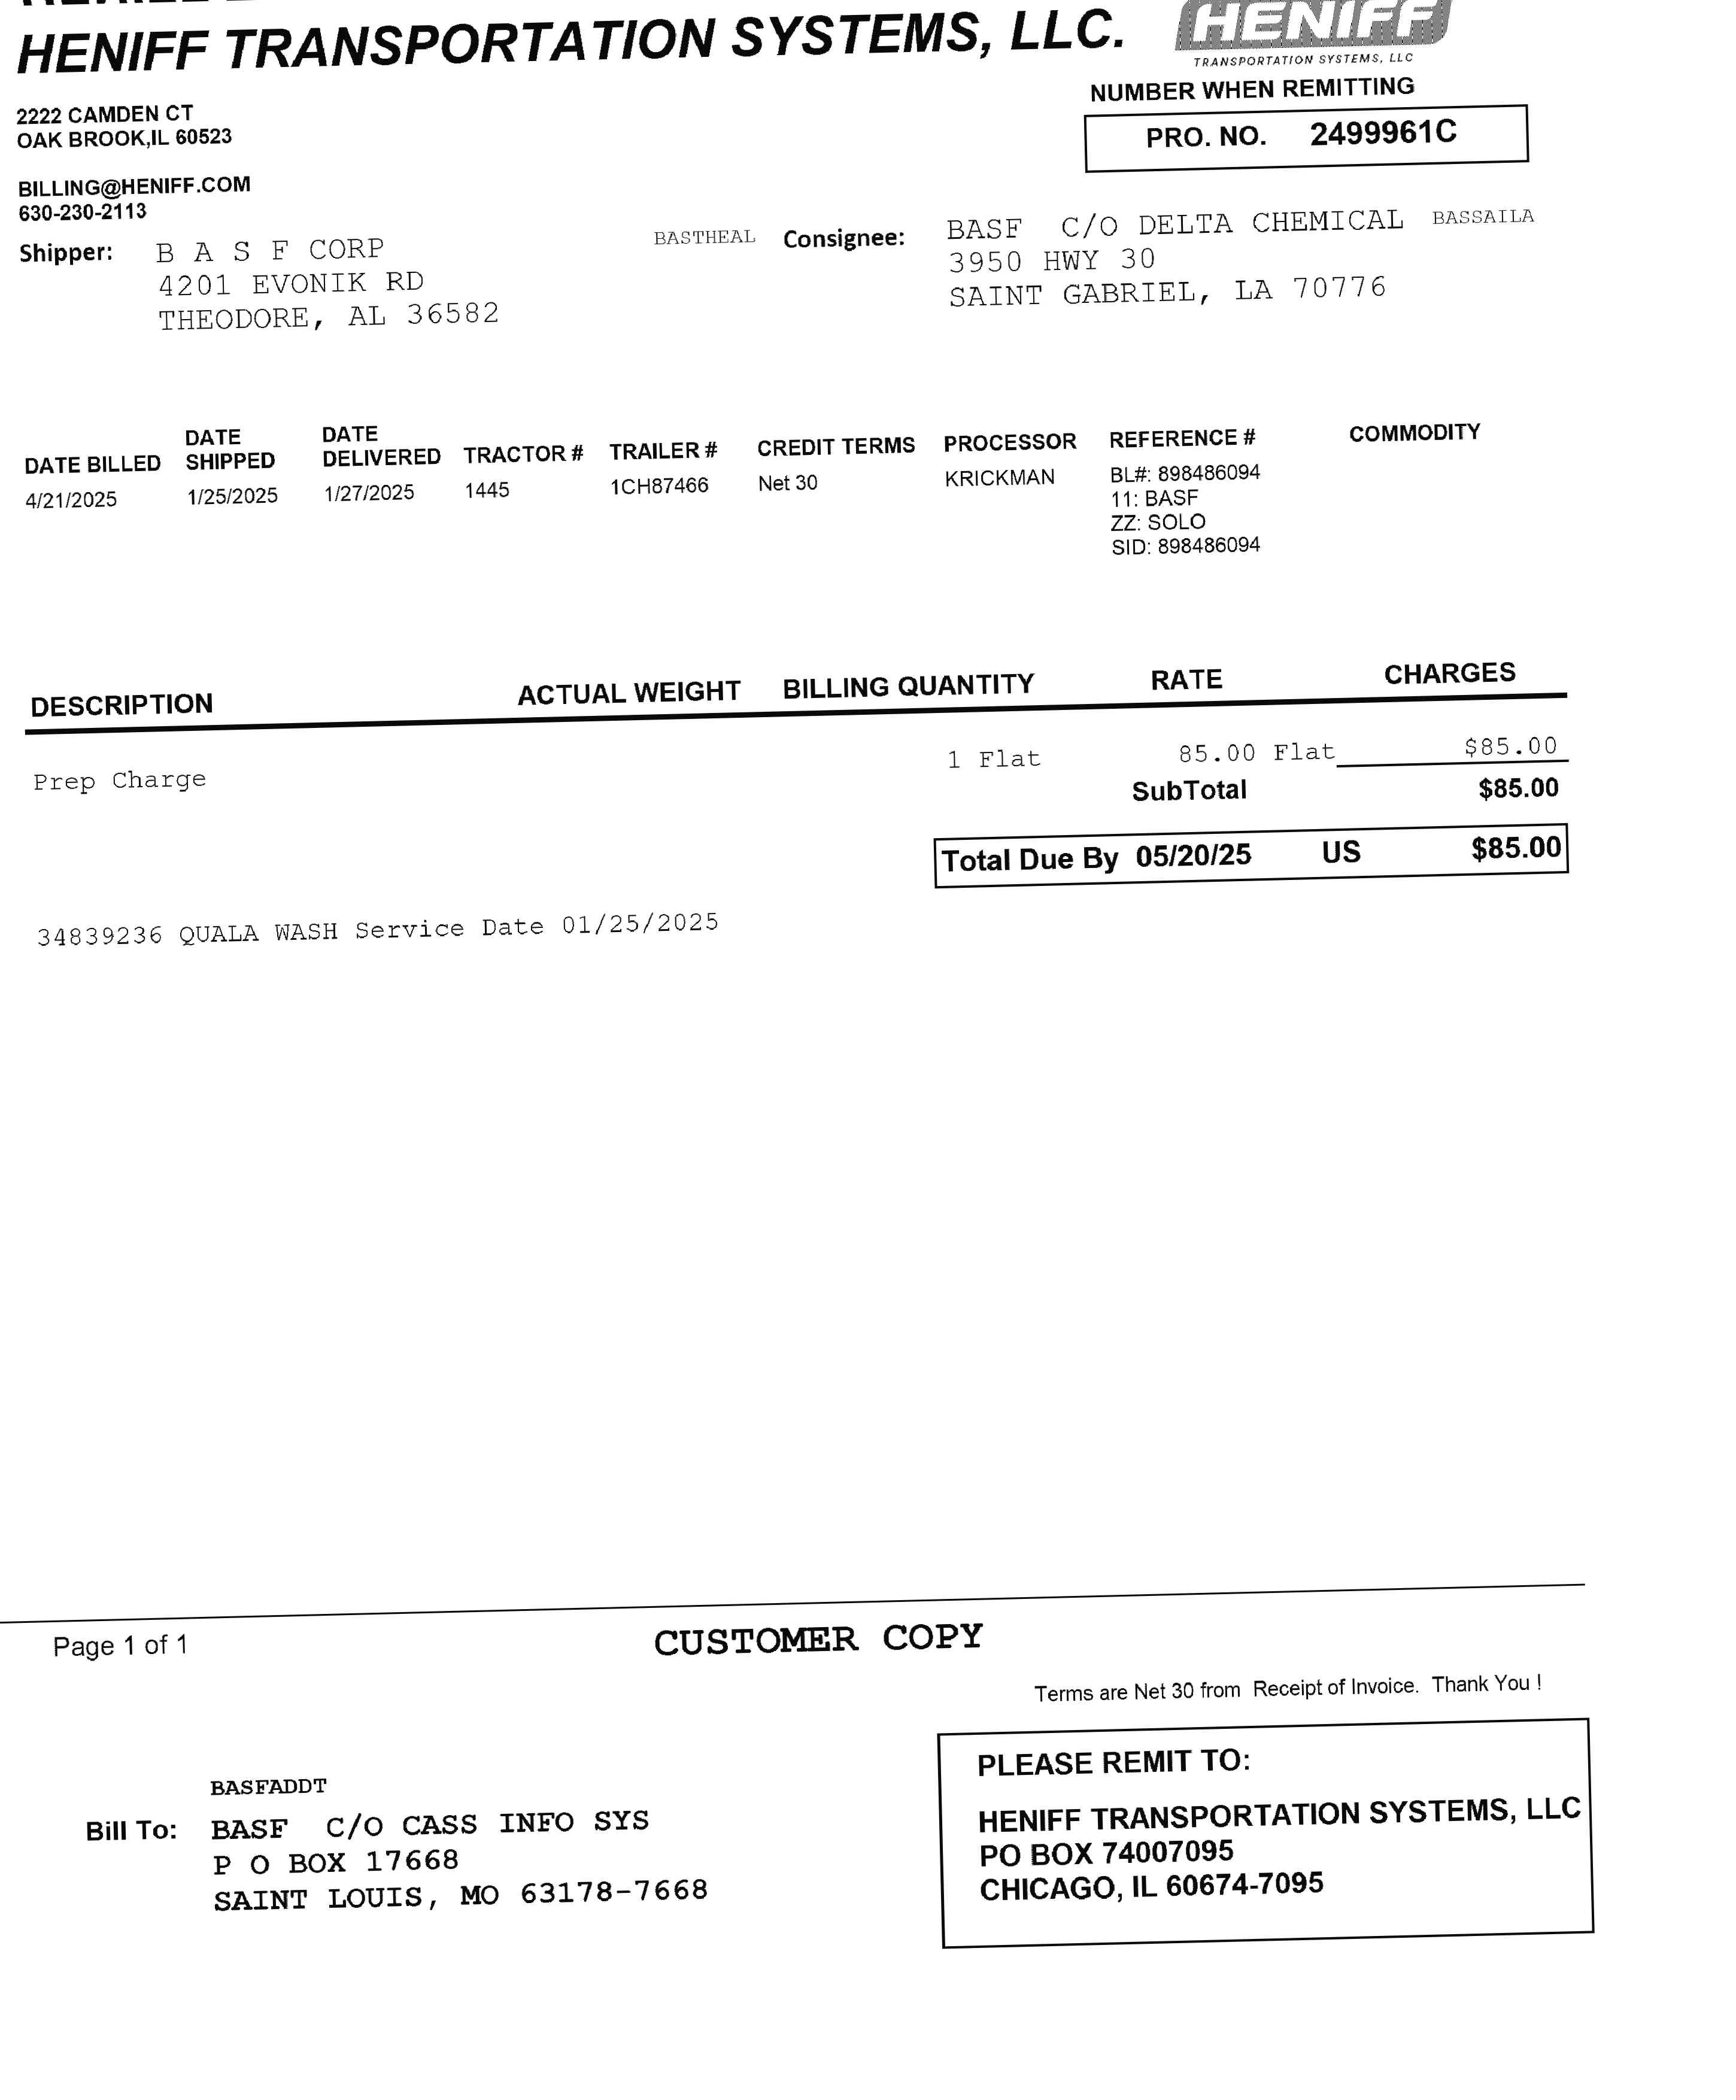 HENIFF TRANSPORTATION SYSTEMS, LLC.
HENIFF
TRANSPORTATION SYSTEMS, LLC
2222 CAMDEN CT
OAK BROOK,IL 60523
NUMBER WHEN REMITTING
PRO. NO. 2499961C
BILLING@HENIFF.COM
630-230-2113
Shipper: B A S F CORP BASTHEAL Consignee: BASF C/O DELTA CHEMICAL BASSAILA
4201 EVONIK RD 3950 HWY 30
THEODORE, AL 36582 SAINT GABRIEL, LA 70776
DATE BILLED DATE SHIPPED DATE DELIVERED TRACTOR # TRAILER # CREDIT TERMS PROCESSOR REFERENCE # COMMODITY
4/21/2025 1/25/2025 1/27/2025 1445 1CH87466 Net 30 KRICKMAN BL#: 898486094
11: BASF
ZZ: SOLO
SID: 898486094
DESCRIPTION ACTUAL WEIGHT BILLING QUANTITY RATE CHARGES
Prep Charge 1 Flat 85.00 Flat $85.00
SubTotal $85.00
Total Due By 05/20/25 US $85.00
34839236 QUALA WASH Service Date 01/25/2025
Page 1 of 1 CUSTOMER COPY
Terms are Net 30 from Receipt of Invoice. Thank You !
BASFADDT
Bill To: BASF C/O CASS INFO SYS
P O BOX 17668
SAINT LOUIS, MO 63178-7668
PLEASE REMIT TO:
HENIFF TRANSPORTATION SYSTEMS, LLC
PO BOX 74007095
CHICAGO, IL 60674-7095